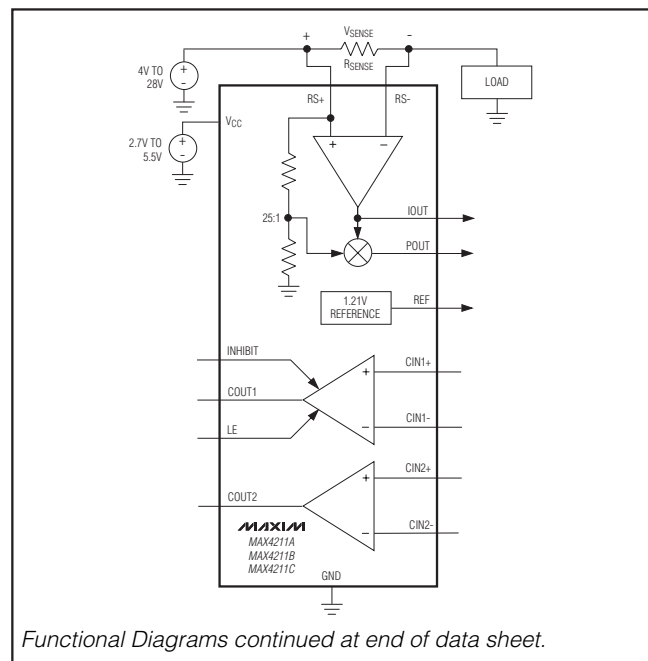 + VSENSE -
RSENSE
4V TO
28V
+
-
LOAD
RS+ RS-
VCC
2.7V TO
5.5V
+
-
+ -
25:1
IOUT
POUT
1.21V
REFERENCE
REF
INHIBIT
COUT1
LE
+
-
CIN1+
CIN1-
COUT2
+
-
CIN2+
CIN2-
MAXIM
MAX4211A
MAX4211B
MAX4211C
GND
Functional Diagrams continued at end of data sheet.